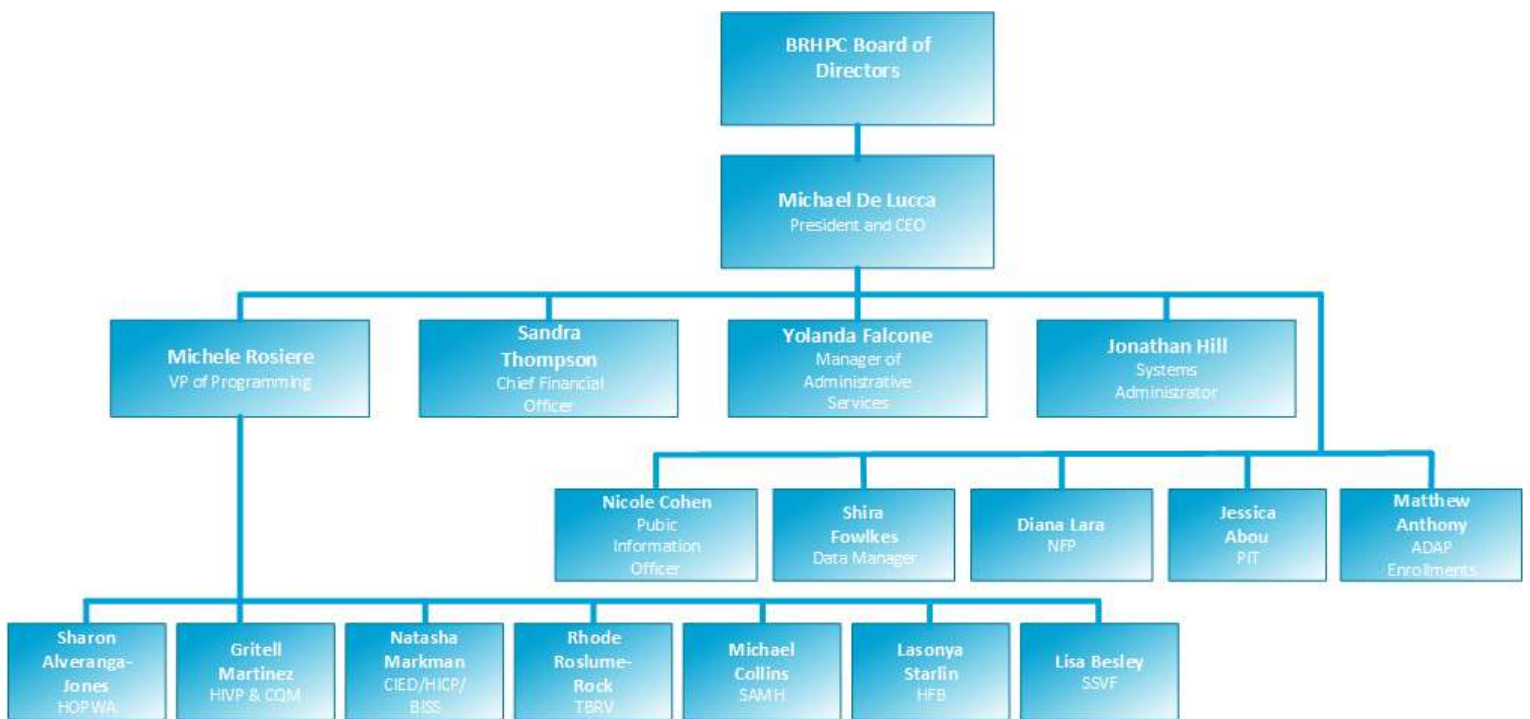 BRHPC Board of
Directors
Michael De Lucca
President and CEO
Michele Rosiere
VP of Programming
Sandra
Thompson
Chief Financial
Officer
Yolanda Falcone
Manager of
Administrative
Services
Jonathan Hill
Systems
Administrator
Nicole Cohen
Pubic
Information
Officer
Shira
Fowlkes
Data Manager
Diana Lara
NFP
Jessica
Abou
PIT
Matthew
Anthony
ADAP
Enrollments
Sharon
Alveranga-
Jones
HOPWA
Gritell
Martinez
HIVP & CQM
Natasha
Markman
CIED/HICP/
BISS
Rhode
Roslume-
Rock
TBRV
Michael
Collins
SAMH
Lasonya
Starlin
HFB
Lisa Besley
SSVF